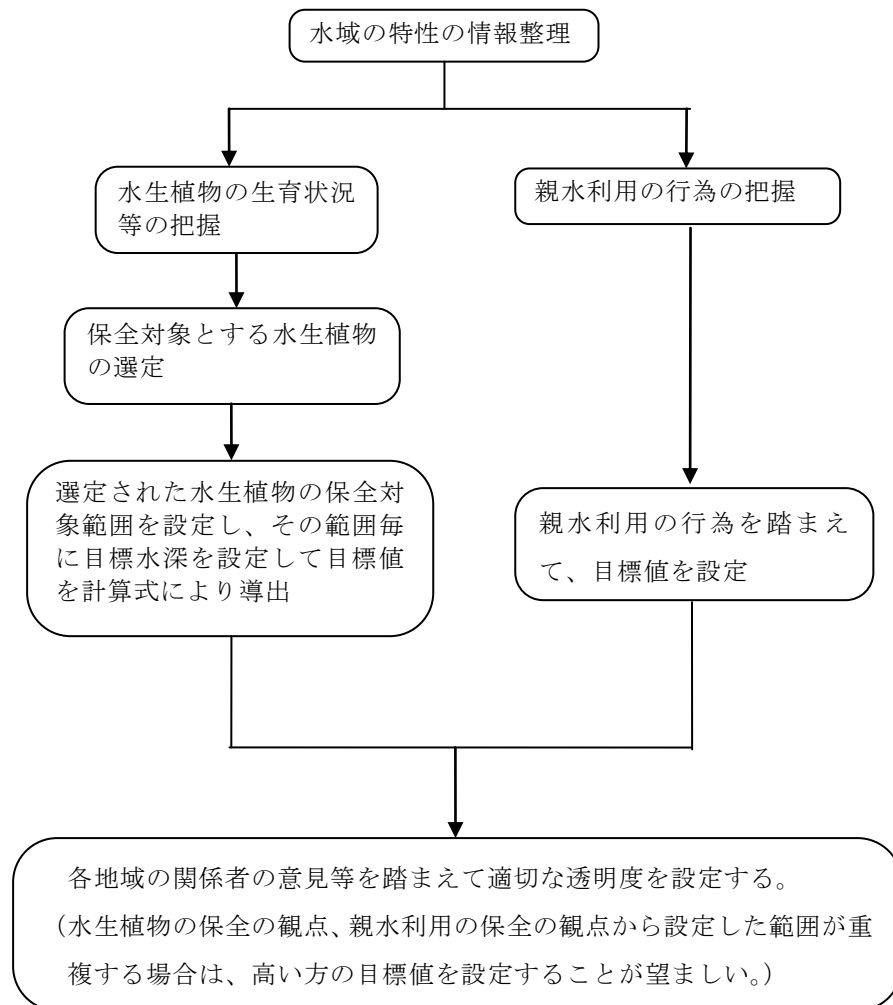 水域の特性の情報整理
水生植物の生育状況
等の把握
親水利用の行為の把握
保全対象とする水生植物
の選定
選定された水生植物の保全対
象範囲を設定し、その範囲毎
に目標水深を設定して目標値
を計算式により導出
親水利用の行為を踏まえ
て、目標値を設定
各地域の関係者の意見等を踏まえて適切な透明度を設定する。
（水生植物の保全の観点、親水利用の保全の観点から設定した範囲が重
複する場合は、高い方の目標値を設定することが望ましい。）